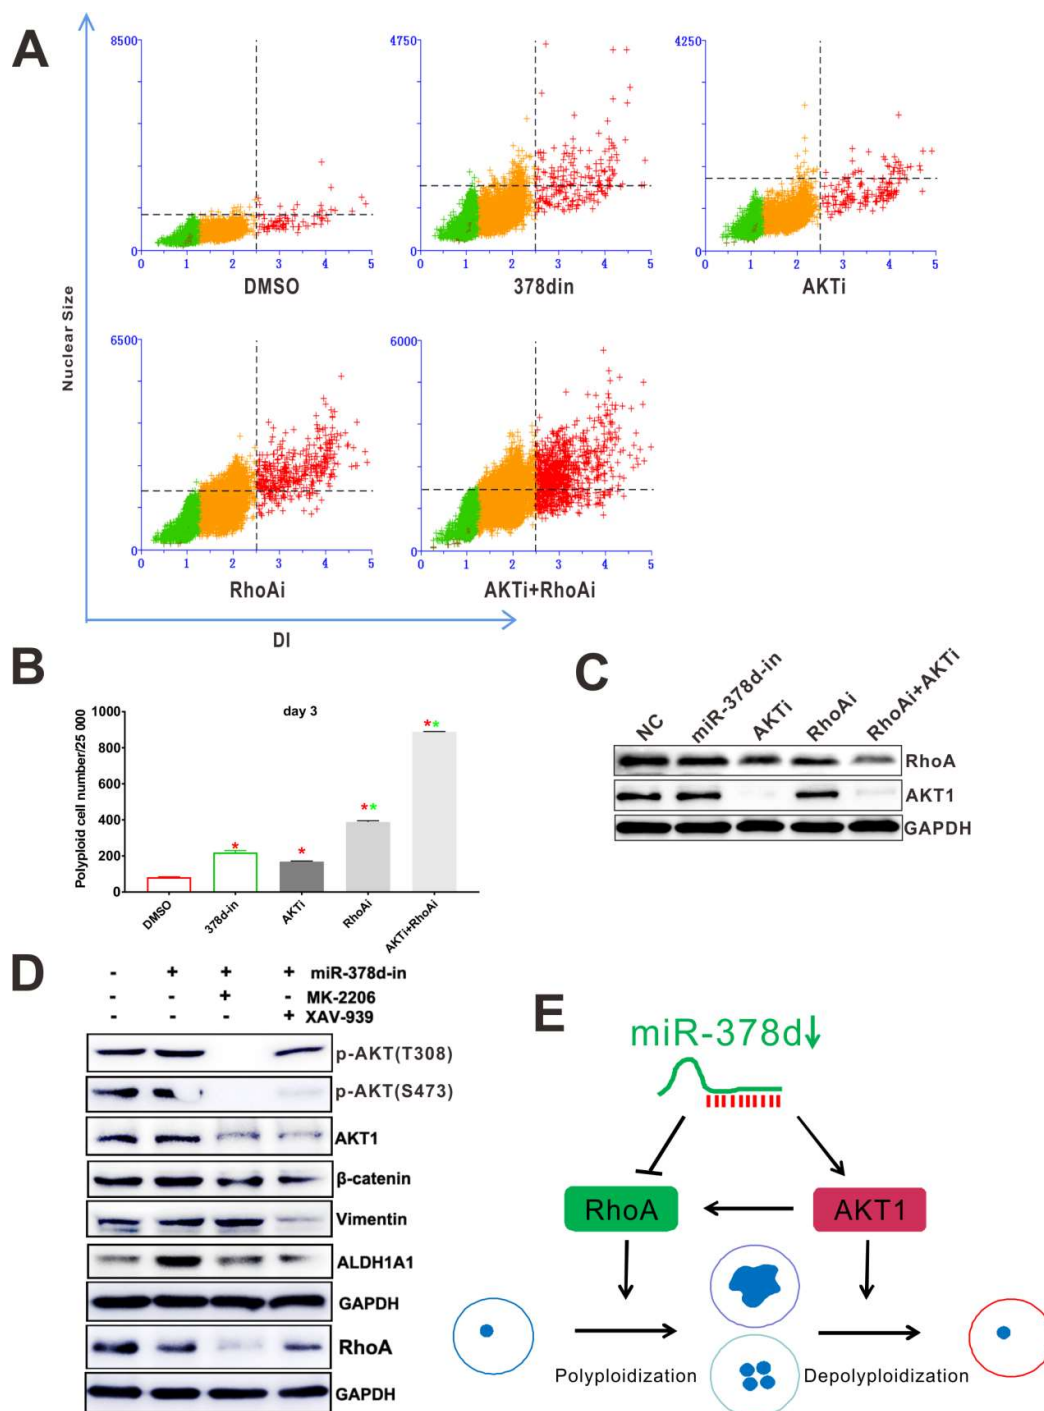 A
Nuclear Size
8500
0
0 1 2 3 4 5
DMSO
4750
0
0 1 2 3 4 5
378din
4250
0
0 1 2 3 4 5
AKTi
6500
0
0 1 2 3 4 5
RhoAi
6000
0
0 1 2 3 4 5
AKTi+RhoAi
DI
B
day 3
Polyploid cell number/25 000
1000
800
600
400
200
0
*
*
**
**
DMSO
378d-in
AKTi
RhoAi
AKTi+RhoAi
C
NC
miR-378d-in
AKTi
RhoAi
RhoAi+AKTi
RhoA
AKT1
GAPDH
D
- + + + miR-378d-in
- - + - MK-2206
- - - + XAV-939
p-AKT(T308)
p-AKT(S473)
AKT1
β-catenin
Vimentin
ALDH1A1
GAPDH
RhoA
GAPDH
E
miR-378d↓
RhoA
AKT1
Polyploidization
Depolyploidization